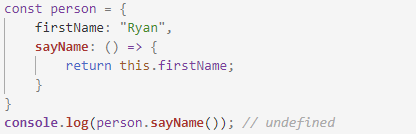 const person = {
    firstName: "Ryan",
    sayName: () => {
        return this.firstName;
    }
}
console.log(person.sayName()); // undefined